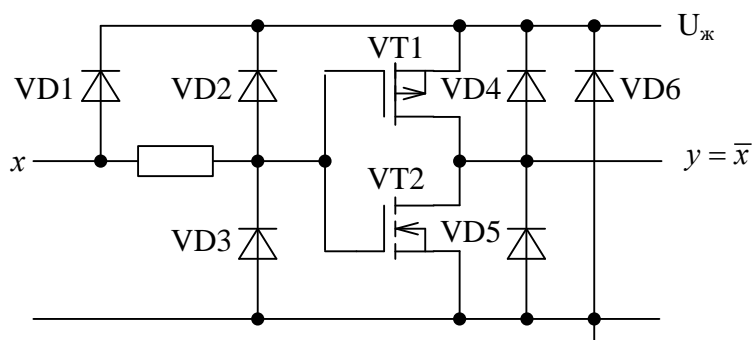 U_ж
VT1
VD1 VD2 VD4 VD6
x y = x̅
VT2
VD3 VD5